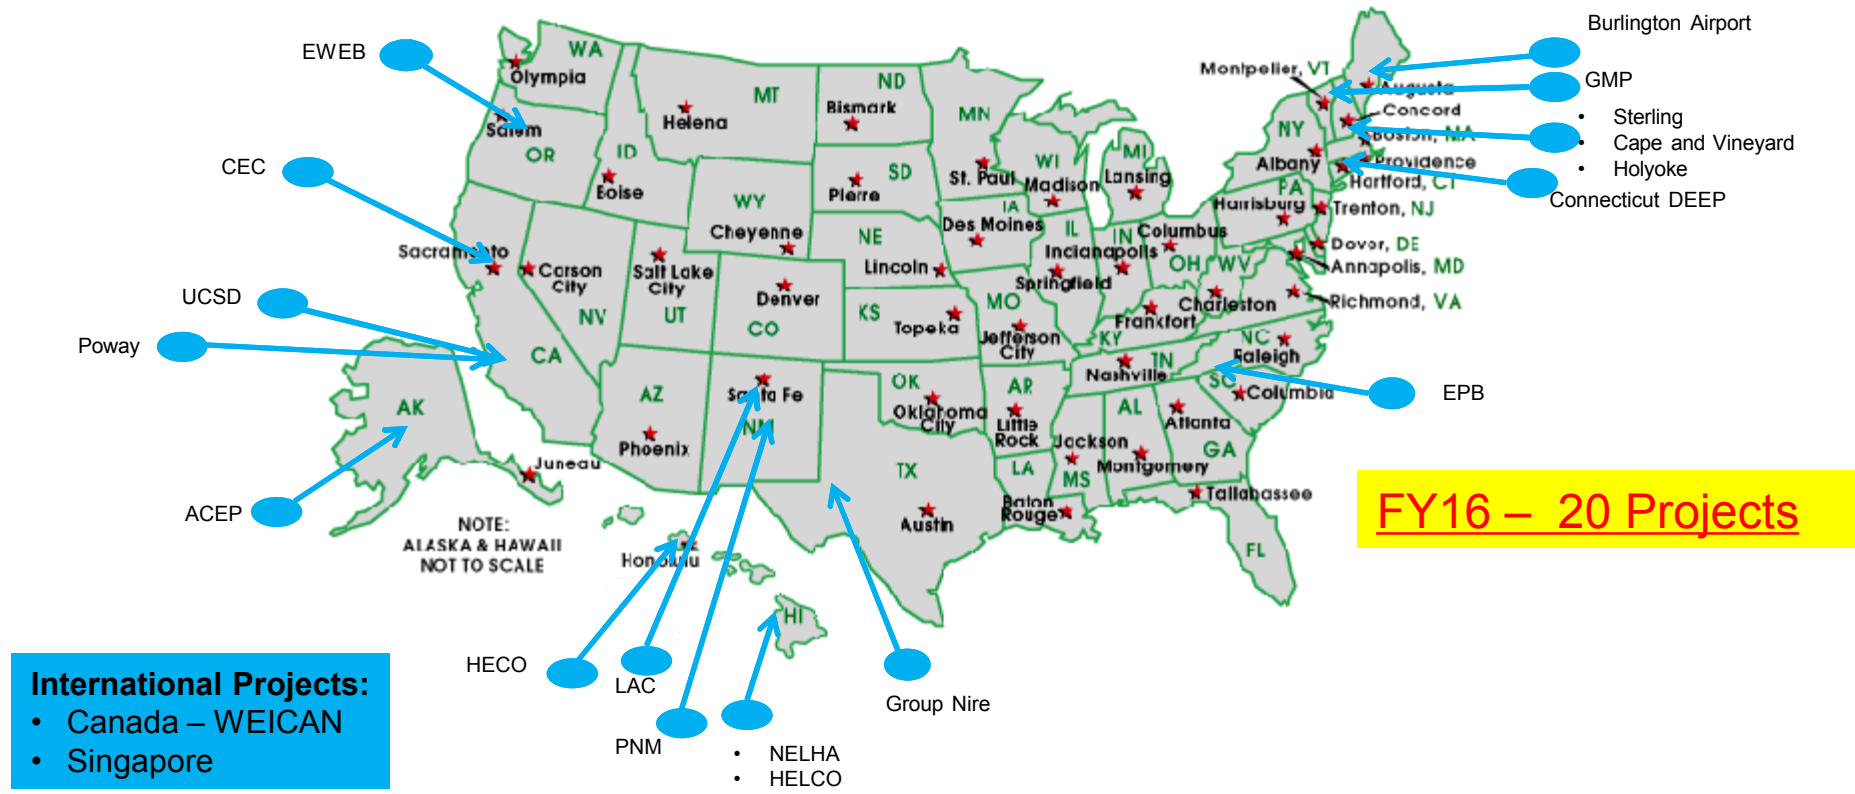 Burlington Airport
EWEB
GMP
• Sterling
• Cape and Vineyard
• Holyoke
Connecticut DEEP
CEC
UCSD
Poway
ACEP
EPB
FY16 – 20 Projects
HECO
LAC
PNM
• NELHA
• HELCO
Group Nire
International Projects:
• Canada – WEICAN
• Singapore
NOTE:
ALASKA & HAWAII
NOT TO SCALE
WA
Olympia
Salem
OR
ID
Boise
MT
Helena
ND
Bismark
SD
Pierre
WY
Cheyenne
NE
Lincoln
MN
St. Paul
WI
Madison
MI
Lansing
IA
Des Moines
IL
Springfield
IN
Indianapolis
Columbus
OH
WV
Charleston
NY
Albany
PA
Harrisburg
Montpelier, VT
Augusta
Concord
Boston, MA
Providence
Hartford, CT
Trenton, NJ
Dover, DE
Annapolis, MD
Richmond, VA
Sacramento
Carson
City
NV
CA
Salt Lake
City
UT
Denver
CO
KS
Topeka
MO
Jefferson
City
KY
Frankfort
TN
Nashville
NC
Raleigh
SC
Columbia
AZ
Phoenix
Santa Fe
NM
OK
Oklahoma
City
AR
Little
Rock
TX
Austin
LA
Baton
Rouge
Jackson
MS
AL
Montgomery
Atlanta
GA
Tallahassee
FL
AK
Juneau
Honolulu
HI